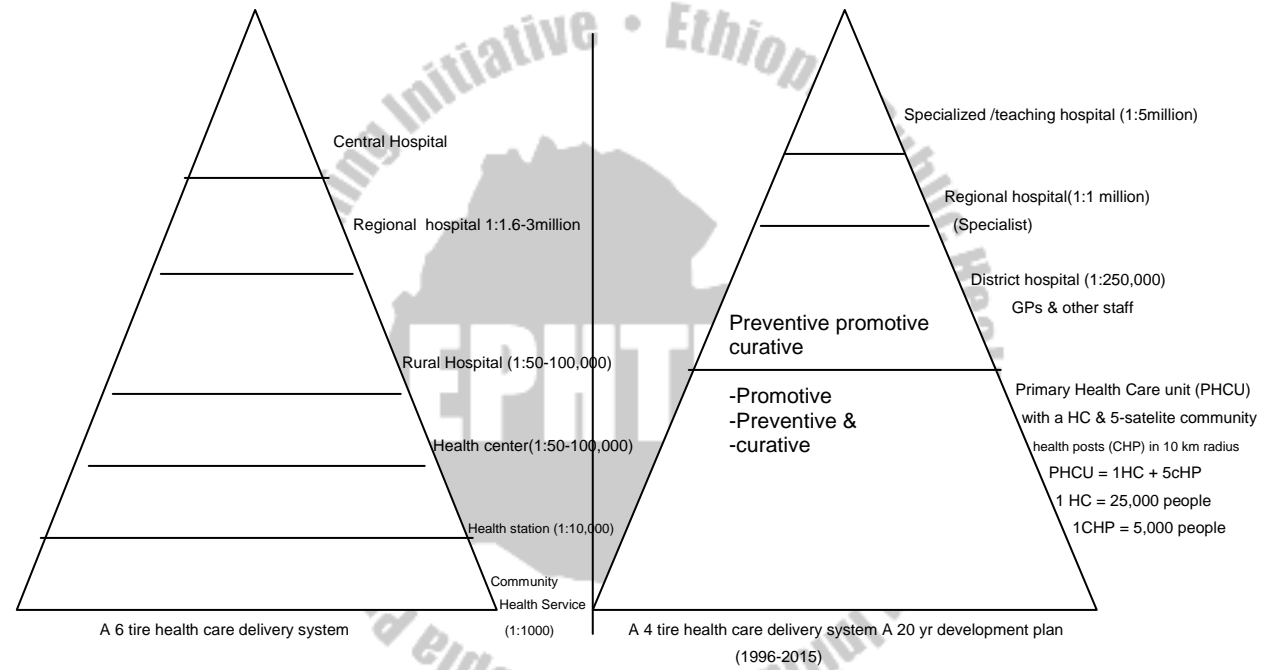 Central Hospital
Regional hospital 1:1.6-3million
Rural Hospital (1:50-100,000)
Health center(1:50-100,000)
Health station (1:10,000)
Community
Health Service
(1:1000)
A 6 tire health care delivery system
Specialized /teaching hospital (1:5million)
Regional hospital(1:1 million)
(Specialist)
District hospital (1:250,000)
GPs & other staff
Preventive promotive
curative
-Promotive
-Preventive &
-curative
Primary Health Care unit (PHCU)
with a HC & 5-satelite community
health posts (CHP) in 10 km radius
PHCU = 1HC + 5cHP
1 HC = 25,000 people
1CHP = 5,000 people
A 4 tire health care delivery system A 20 yr development plan
(1996-2015)
Initiative • Ethiop
EPHT